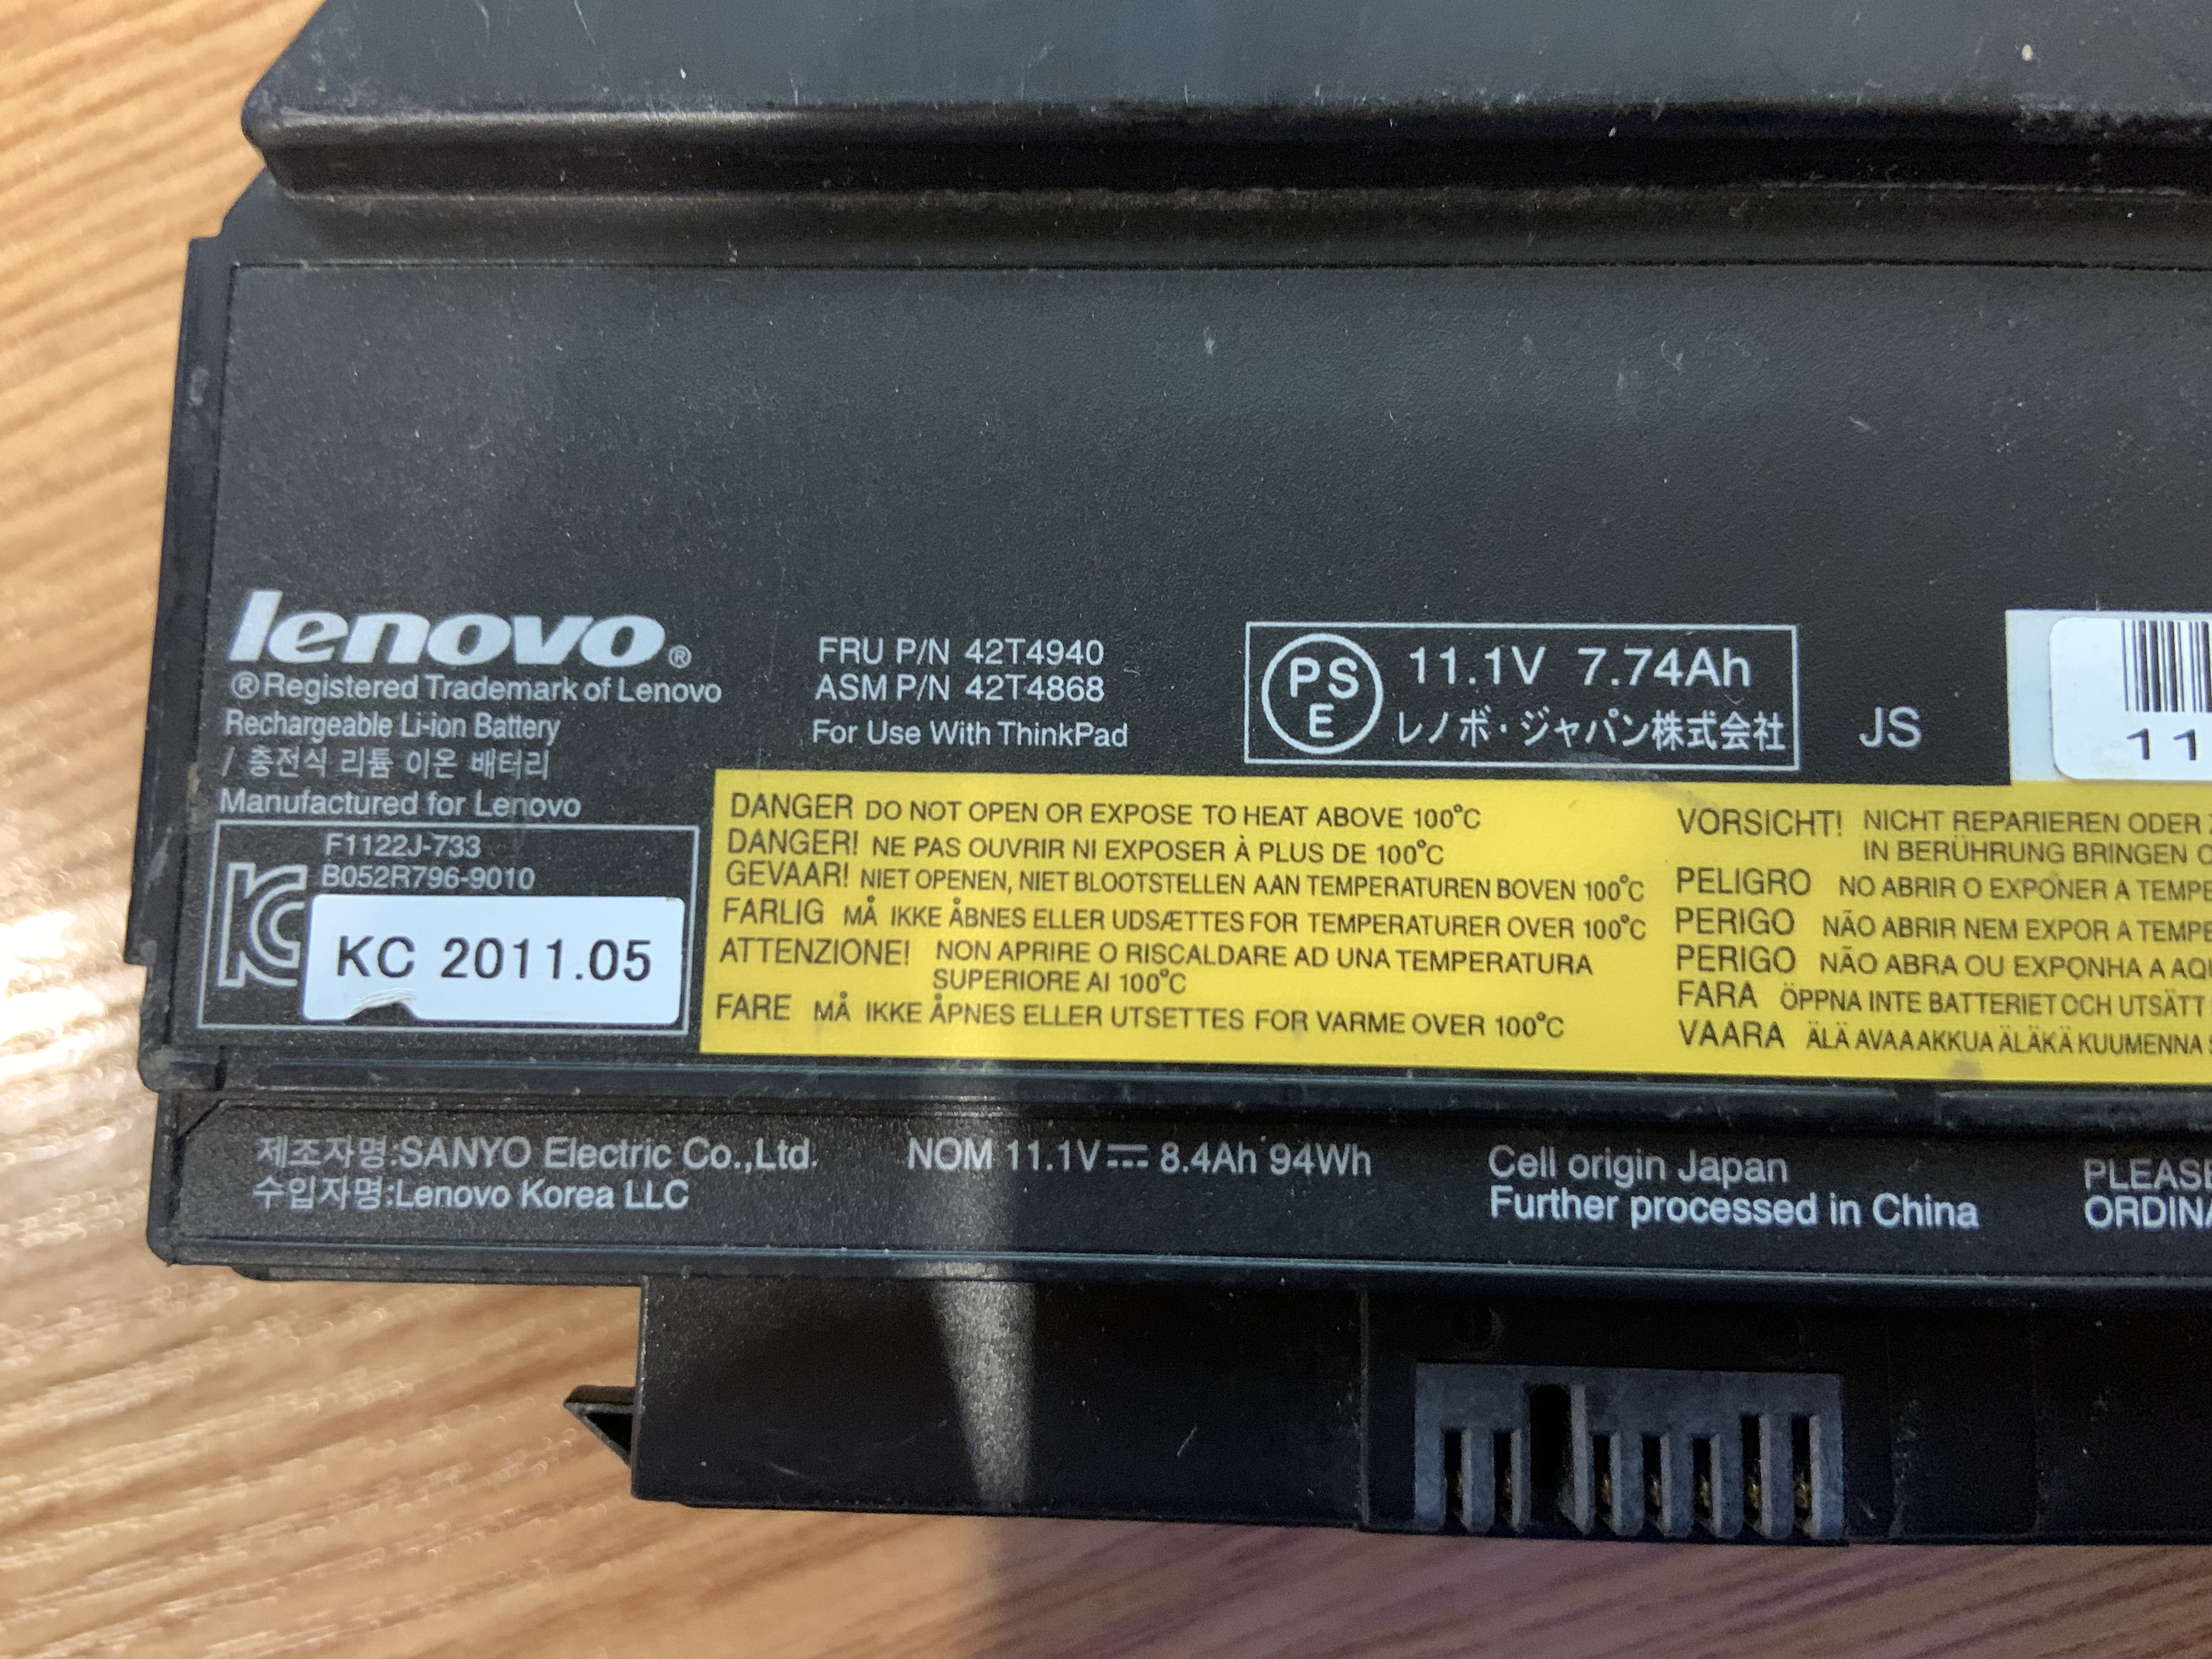 lenovo®
®Registered Trademark of Lenovo
Rechargeable Li-ion Battery
/ 충전식 리튬 이온 배터리
Manufactured for Lenovo
F1122J-733
B052R796-9010
KC 2011.05
FRU P/N 42T4940
ASM P/N 42T4868
For Use With ThinkPad
PS
E
11.1V 7.74Ah
レノボ・ジャパン株式会社
JS
11
DANGER DO NOT OPEN OR EXPOSE TO HEAT ABOVE 100°C
DANGER! NE PAS OUVRIR NI EXPOSER À PLUS DE 100°C
GEVAAR! NIET OPENEN, NIET BLOOTSTELLEN AAN TEMPERATUREN BOVEN 100°C
FARLIG MÅ IKKE ÅBNES ELLER UDSÆTTES FOR TEMPERATURER OVER 100°C
ATTENZIONE! NON APRIRE O RISCALDARE AD UNA TEMPERATURA
SUPERIORE AI 100°C
FARE MÅ IKKE ÅPNES ELLER UTSETTES FOR VARME OVER 100°C
VORSICHT! NICHT REPARIEREN ODER
IN BERÜHRUNG BRINGEN
PELIGRO NO ABRIR O EXPONER A TEMPE
PERIGO NÃO ABRIR NEM EXPOR A TEMPE
PERIGO NÃO ABRA OU EXPONHA A AQU
FARA ÖPPNA INTE BATTERIET OCH UTSÄTT
VAARA ÄLÄ AVAA AKKUA ÄLÄKÄ KUUMENNA
제조자명:SANYO Electric Co.,Ltd.
수입자명:Lenovo Korea LLC
NOM 11.1V⎓8.4Ah 94Wh
Cell origin Japan
Further processed in China
PLEASE
ORDINA